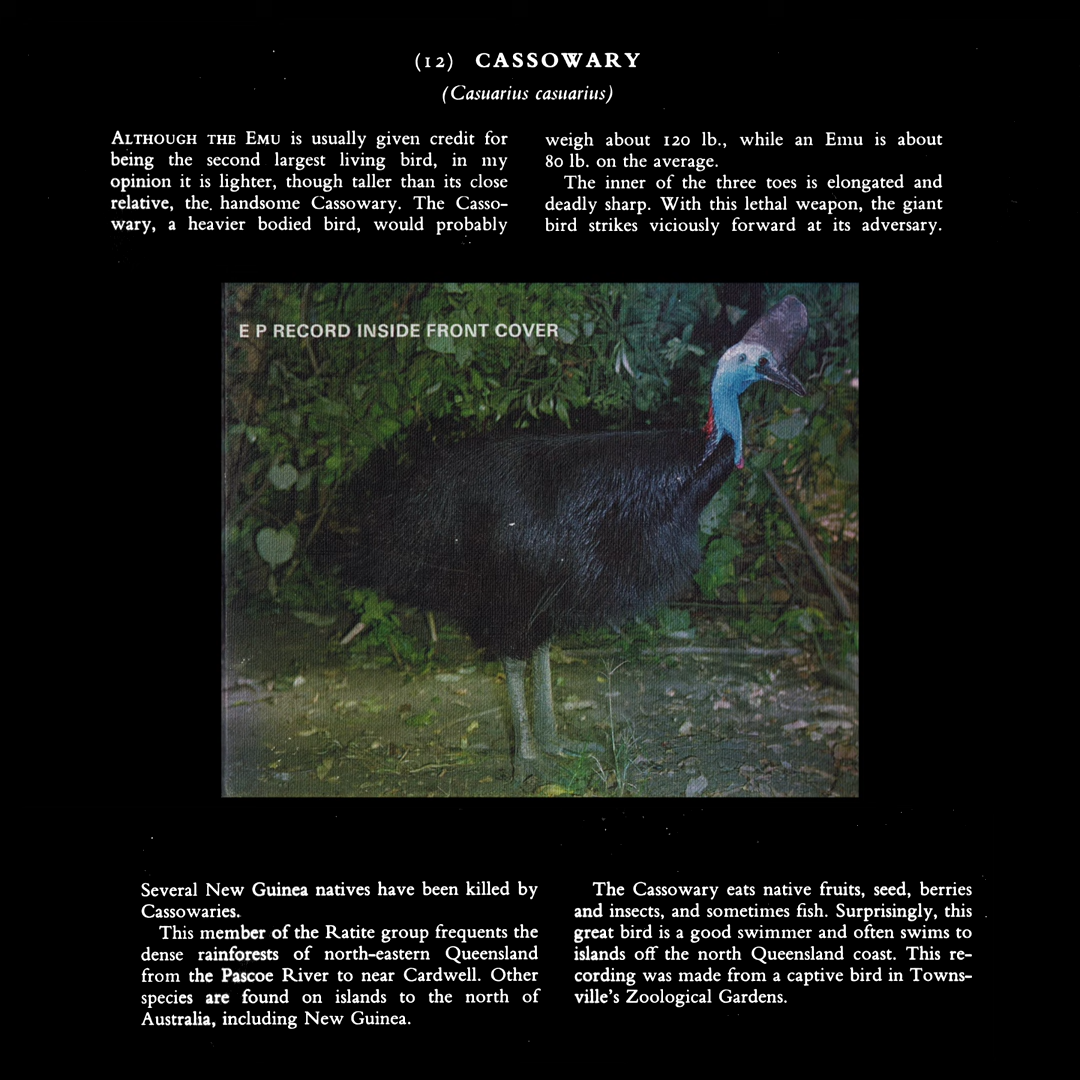 (12) CASSOWARY
(Casuarius casuarius)
ALTHOUGH THE EMU is usually given credit for
being the second largest living bird, in my
opinion it is lighter, though taller than its close
relative, the handsome Cassowary. The Casso-
wary, a heavier bodied bird, would probably
weigh about 120 lb., while an Emu is about
80 lb. on the average.
The inner of the three toes is elongated and
deadly sharp. With this lethal weapon, the giant
bird strikes viciously forward at its adversary.
E P RECORD INSIDE FRONT COVER
Several New Guinea natives have been killed by
Cassowaries.
This member of the Ratite group frequents the
dense rainforests of north-eastern Queensland
from the Pascoe River to near Cardwell. Other
species are found on islands to the north of
Australia, including New Guinea.
The Cassowary eats native fruits, seed, berries
and insects, and sometimes fish. Surprisingly, this
great bird is a good swimmer and often swims to
islands off the north Queensland coast. This re-
cording was made from a captive bird in Towns-
ville's Zoological Gardens.